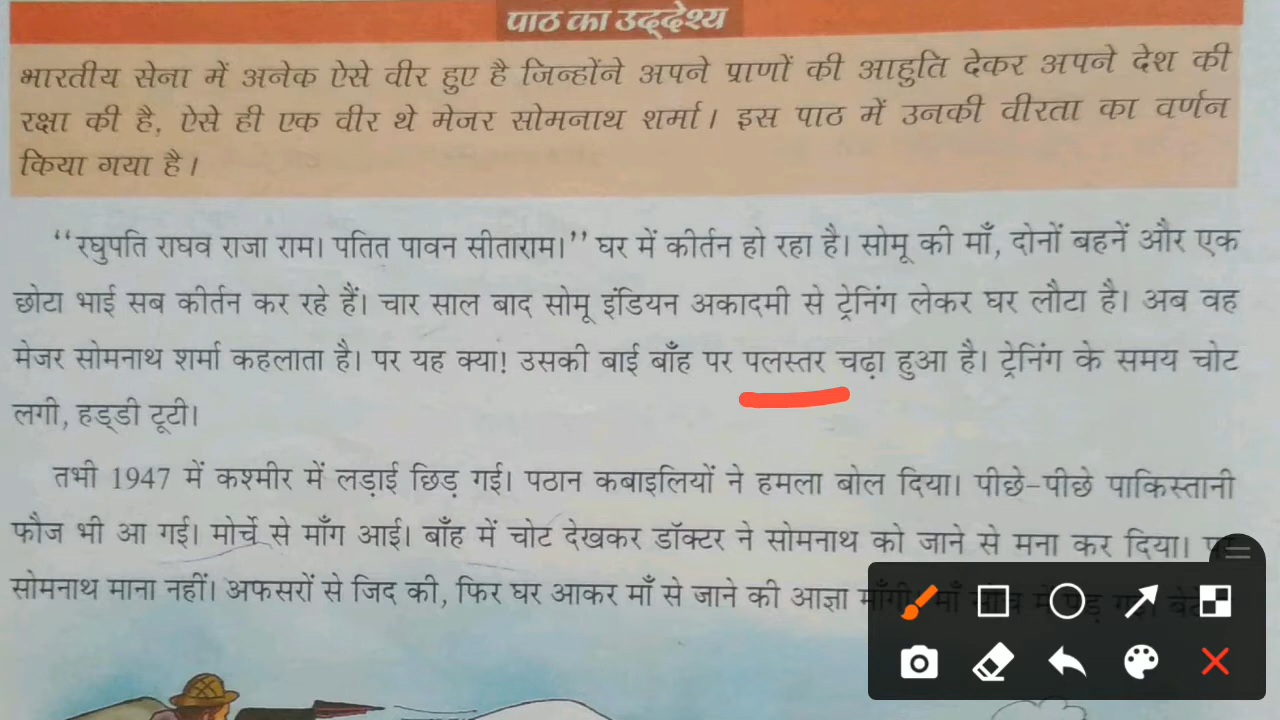 पाठ का उद्देश्य
भारतीय सेना में अनेक ऐसे वीर हुए है जिन्होंने अपने प्राणों की आहुति देकर अपने देश की
रक्षा की है, ऐसे ही एक वीर थे मेजर सोमनाथ शर्मा। इस पाठ में उनकी वीरता का वर्णन
किया गया है।
“रघुपति राघव राजा राम। पतित पावन सीताराम।” घर में कीर्तन हो रहा है। सोमू की माँ, दोनों बहनें और एक
छोटा भाई सब कीर्तन कर रहे हैं। चार साल बाद सोमू इंडियन अकादमी से ट्रेनिंग लेकर घर लौटा है। अब वह
मेजर सोमनाथ शर्मा कहलाता है। पर यह क्या! उसकी बाईं बाँह पर पलस्तर चढ़ा हुआ है। ट्रेनिंग के समय चोट
लगी, हड्डी टूटी।
तभी 1947 में कश्मीर में लड़ाई छिड़ गई। पठान कबाइलियों ने हमला बोल दिया। पीछे-पीछे पाकिस्तानी
फौज भी आ गई। मोर्चे से माँग आई। बाँह में चोट देखकर डॉक्टर ने सोमनाथ को जाने से मना कर दिया। पर
सोमनाथ माना नहीं। अफसरों से जिद की, फिर घर आकर माँ से जाने की आज्ञा माँगी। माँ सोच में पड़ गई।